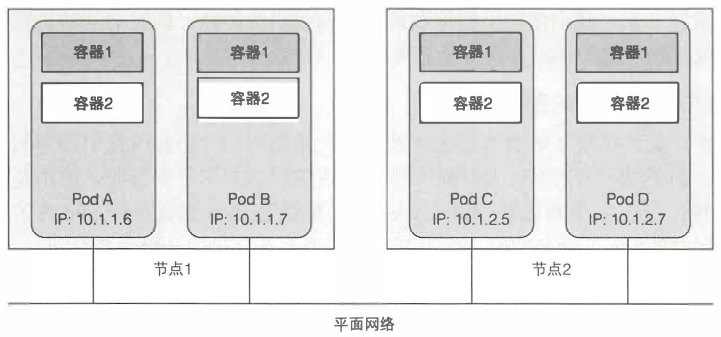 容器1
容器2
Pod A
IP: 10.1.1.6
容器1
容器2
Pod B
IP: 10.1.1.7
节点1
容器1
容器2
Pod C
IP: 10.1.2.5
容器1
容器2
Pod D
IP: 10.1.2.7
节点2
平面网络